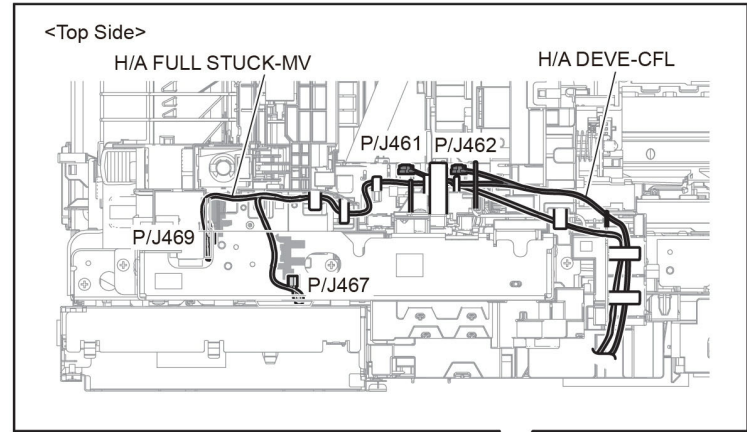 <Top Side>
H/A FULL STUCK-MV
H/A DEVE-CFL
P/J461
P/J462
P/J469
P/J467